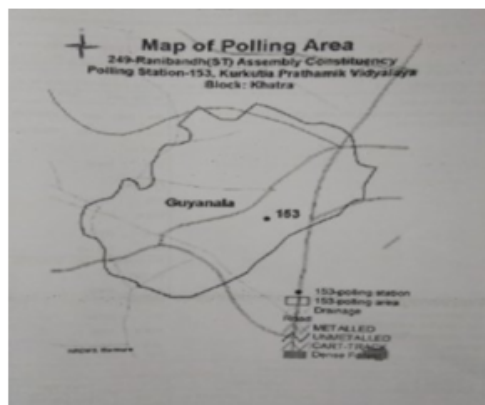 Map of Polling Area
249-Ranibandh(ST) Assembly Constituency
Polling Station-153, Kurkutia Prathamik Vidyalaya
Block: Khatra
Guyanala
153
153-polling station
153-polling area
Drainage
Road
METALLED
UNMETALLED
CART-TRACK
Dense